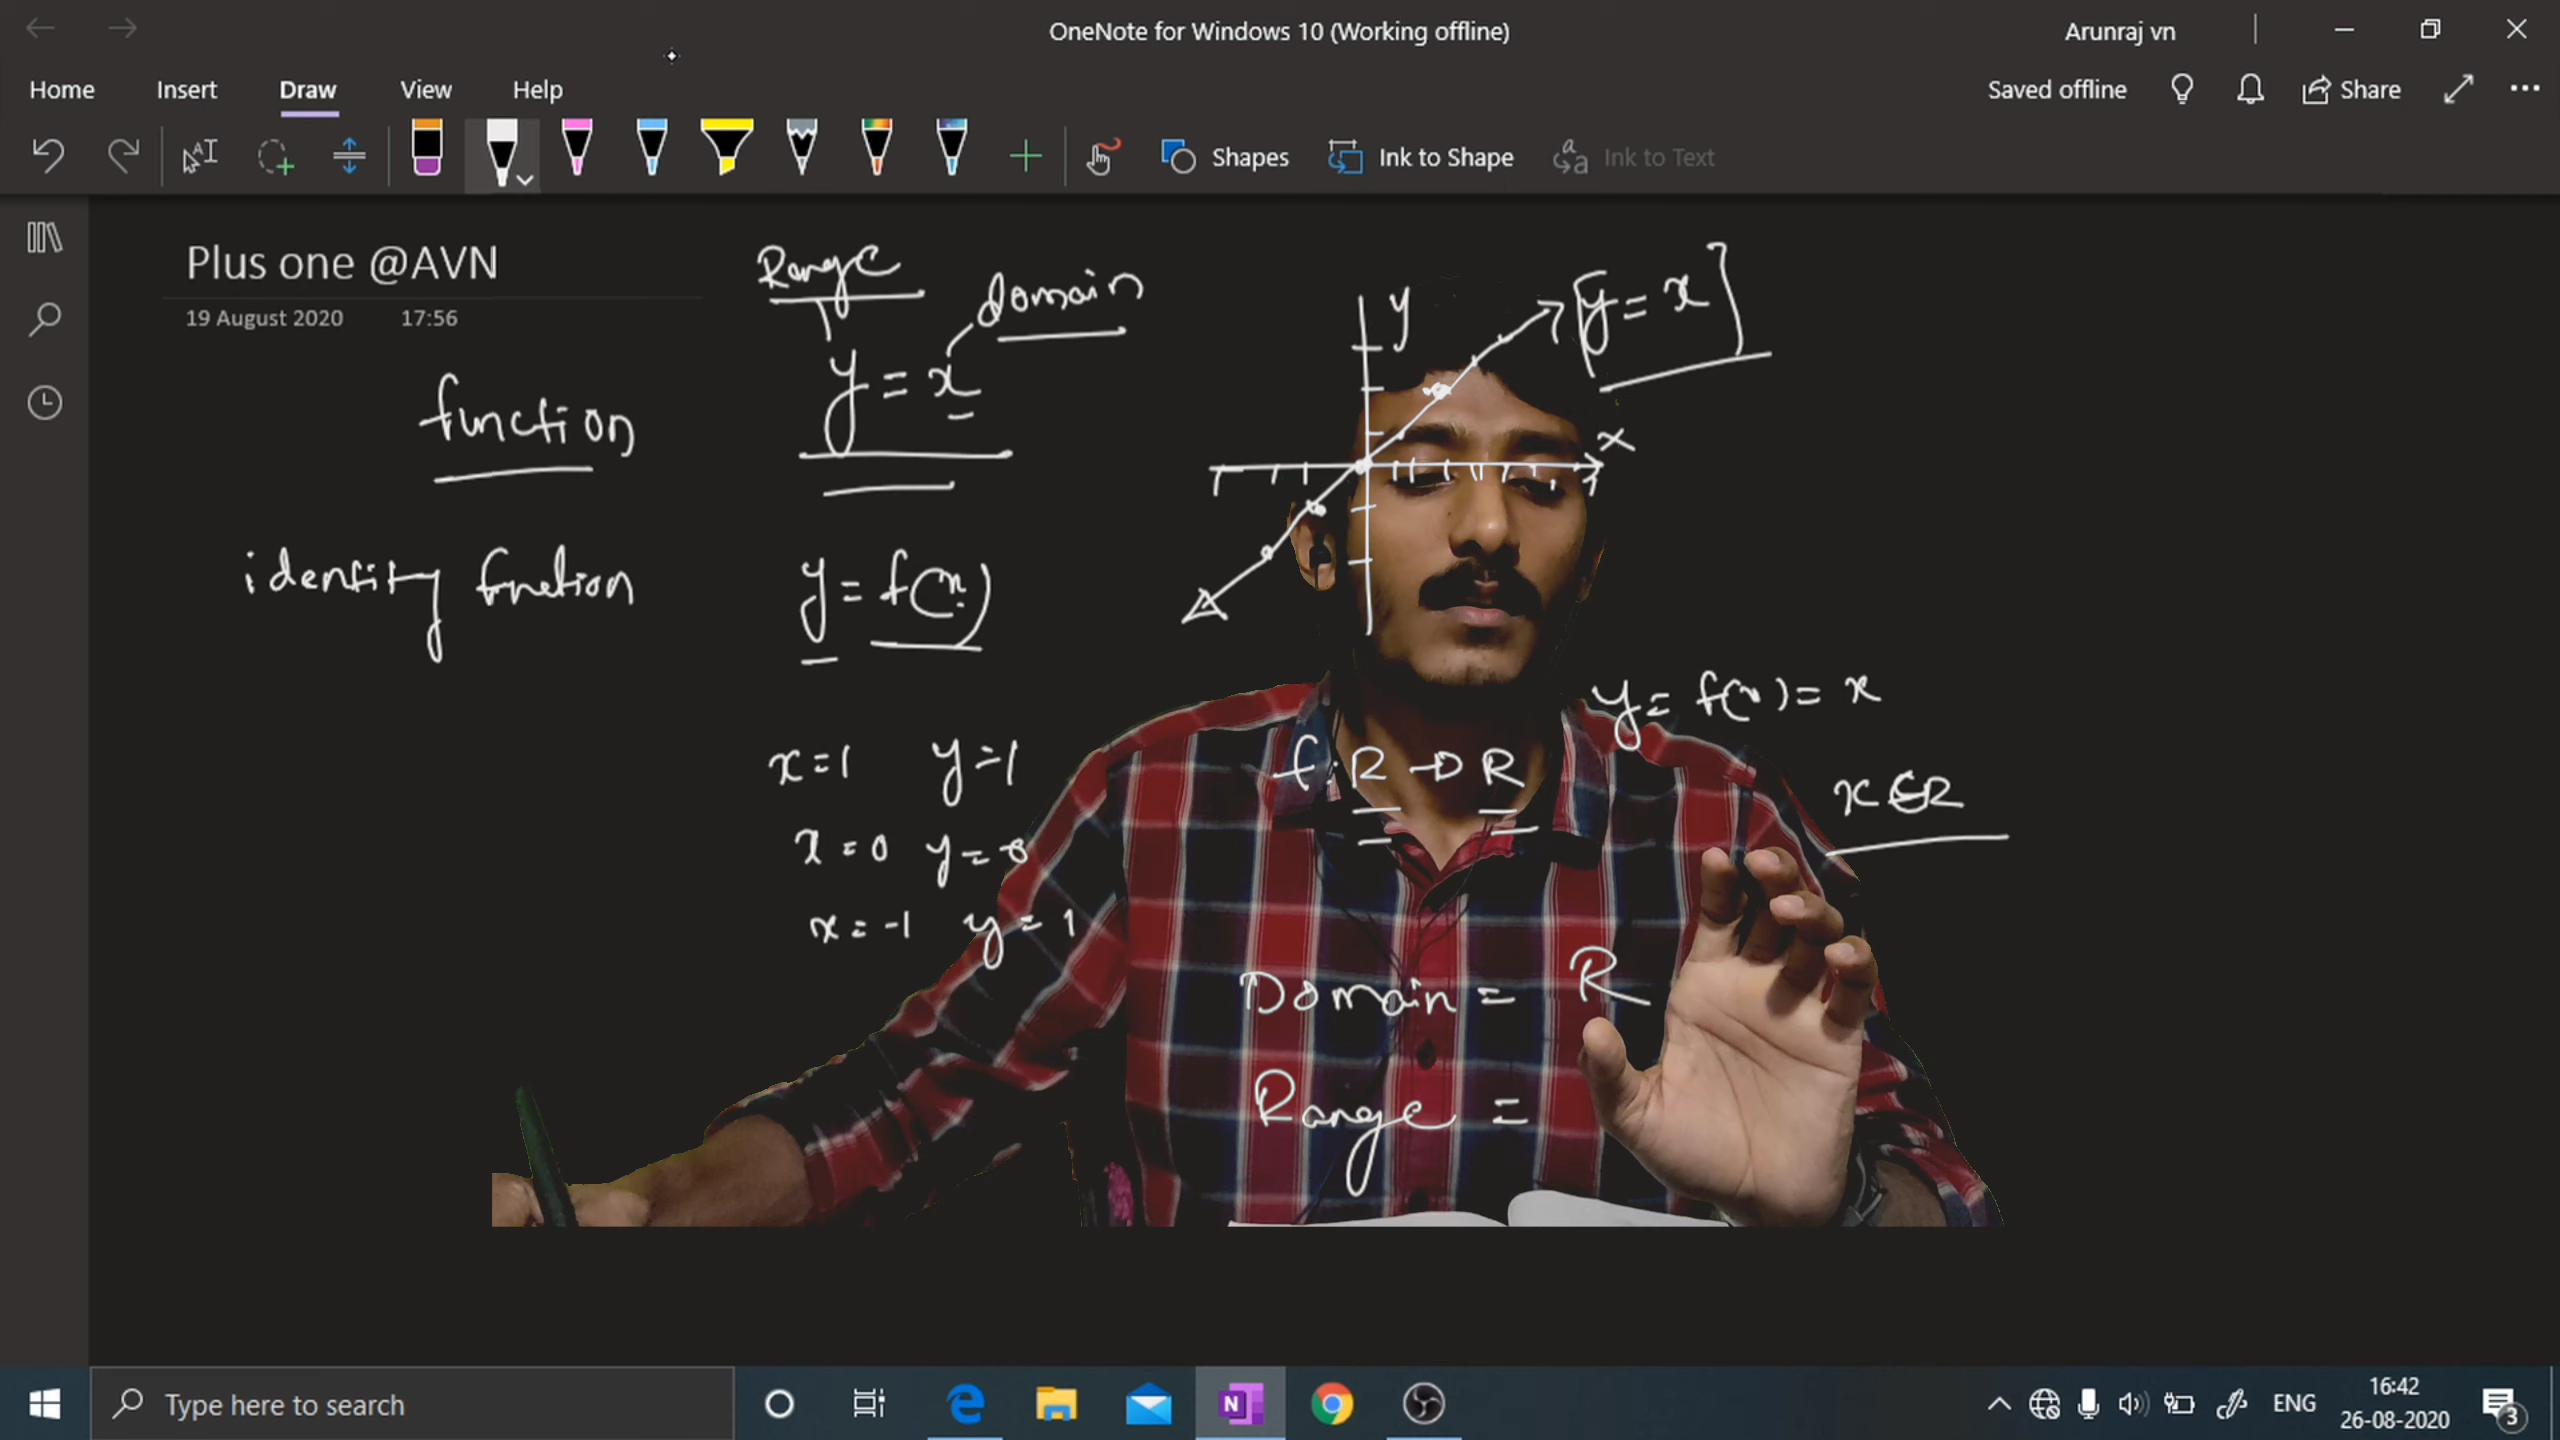 OneNote for Windows 10 (Working offline)
Arunraj vn
Home Insert Draw View Help
Saved offline Share
Shapes Ink to Shape Ink to Text
Plus one @AVN
19 August 2020 17:56
Range
domain
y = x
function
identity function
y = f(x)
x=1 y=1
x=0 y=0
x=-1 y=1
y
[y=x]
x
y = f(x) = x
f: R → R
x ∈ R
Domain = R
Range =
Type here to search
ENG
16:42
26-08-2020
3